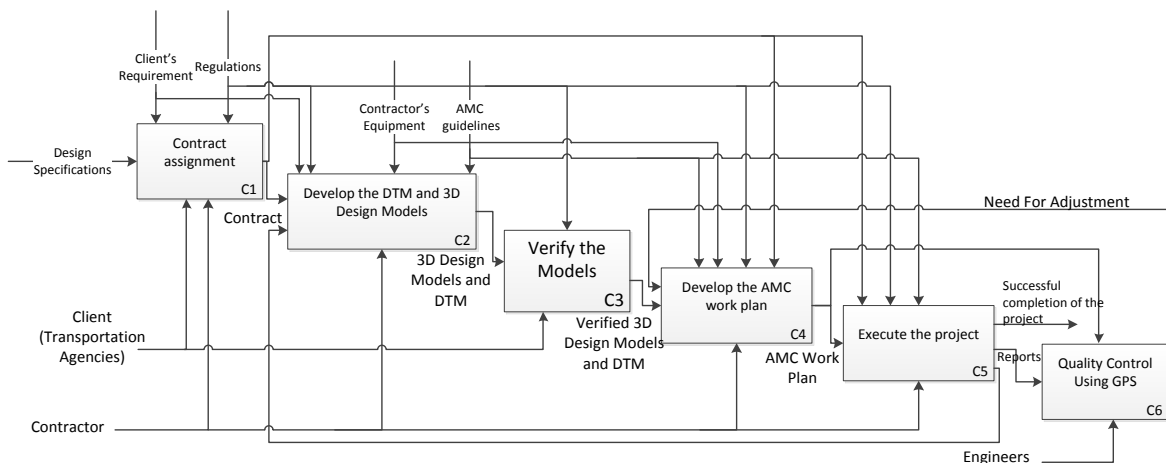 Client's
Requirement
Regulations
Contractor's
Equipment
AMC
guidelines
Design
Specifications
Contract
assignment
C1
Develop the DTM and 3D
Design Models
C2
Contract
Need For Adjustment
3D Design
Models and
DTM
Verify the
Models
C3
Develop the AMC
work plan
C4
Verified 3D
Design Models
and DTM
Successful
completion of the
project
Client
(Transportation
Agencies)
Execute the project
C5
AMC Work
Plan
Reports
Quality Control
Using GPS
C6
Contractor
Engineers